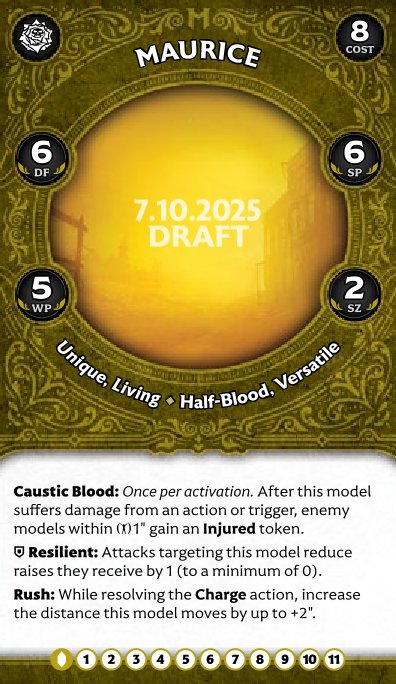 MAURICE
8
COST
6
DF
6
SP
7.10.2025
DRAFT
5
WP
2
SZ
Unique, Living ⬥ Half-Blood, Versatile
Caustic Blood: Once per activation. After this model
suffers damage from an action or trigger, enemy
models within 1" gain an Injured token.
Resilient: Attacks targeting this model reduce
raises they receive by 1 (to a minimum of 0).
Rush: While resolving the Charge action, increase
the distance this model moves by up to +2".
1 2 3 4 5 6 7 8 9 10 11